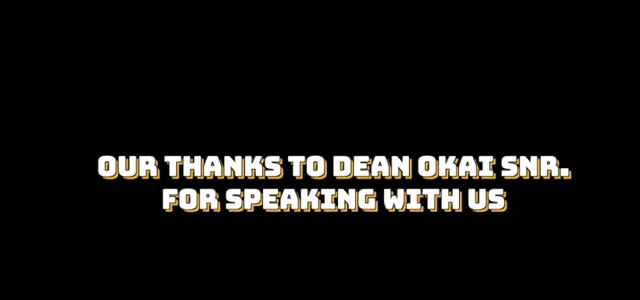 OUR THANKS TO DEAN OKAI SNR.
FOR SPEAKING WITH US